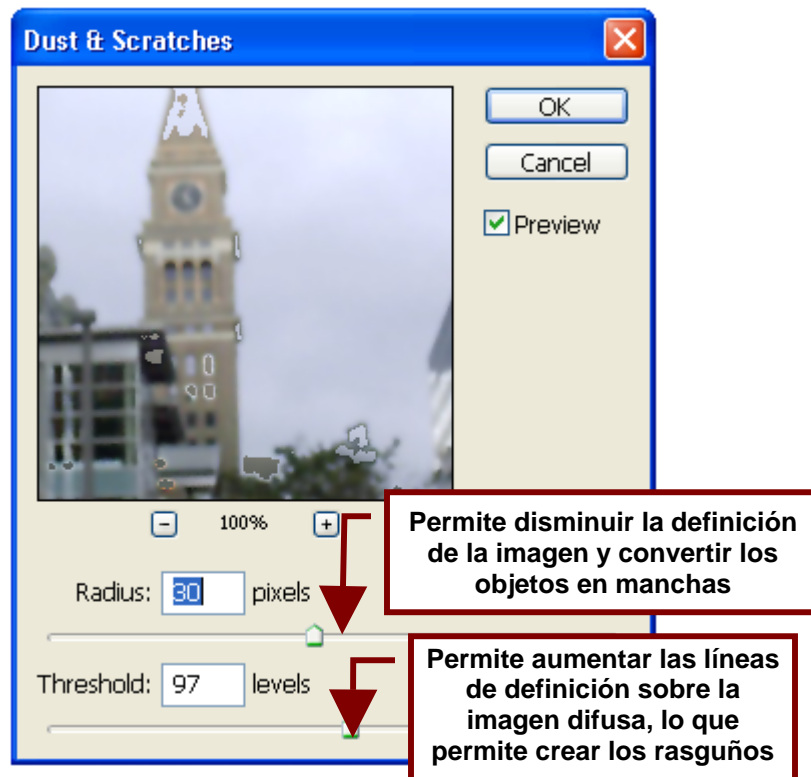 Dust & Scratches
OK
Cancel
Preview
100%
Permite disminuir la definición
de la imagen y convertir los
objetos en manchas
Radius: 30 pixels
Permite aumentar las líneas
de definición sobre la
imagen difusa, lo que
permite crear los rasguños
Threshold: 97 levels